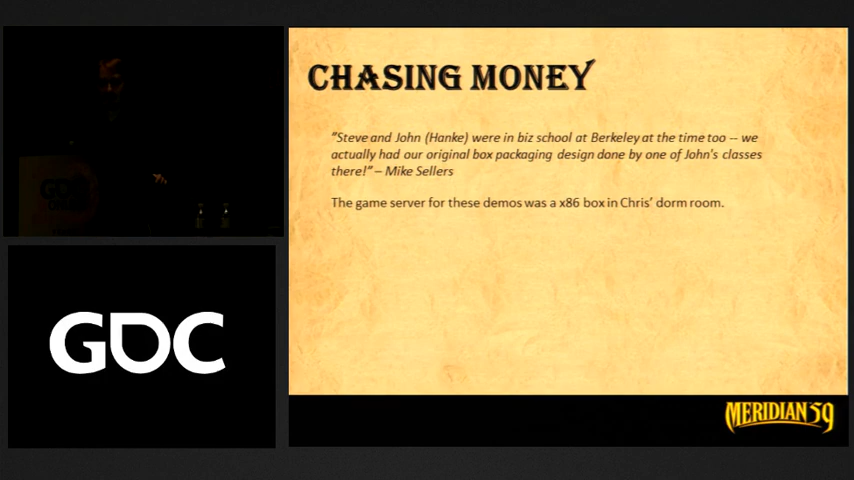 CHASING MONEY
"Steve and John (Hanke) were in biz school at Berkeley at the time too – we
actually had our original box packaging design done by one of John's classes
there!" – Mike Sellers
The game server for these demos was a x86 box in Chris' dorm room.
GDC
MERIDIAN 59